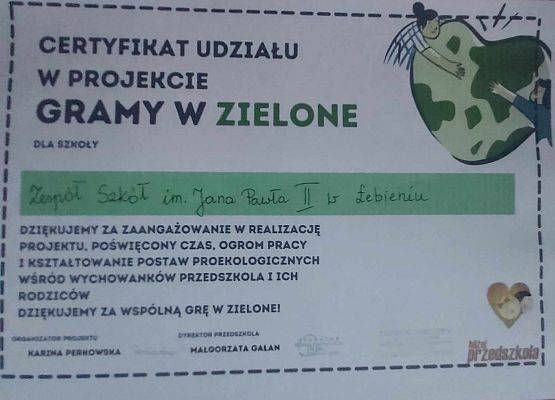 CERTYFIKAT UDZIAŁU
W PROJEKCIE
GRAMY W ZIELONE
DLA SZKOŁY
Zespół Szkół im. Jana Pawła II w Łebieniu
DZIĘKUJEMY ZA ZAANGAŻOWANIE W REALIZACJĘ
PROJEKTU, POŚWIĘCONY CZAS, OGROM PRACY
I KSZTAŁTOWANIE POSTAW PROEKOLOGICZNYCH
WŚRÓD WYCHOWANKÓW PRZEDSZKOLA I ICH
RODZICÓW
DZIĘKUJEMY ZA WSPÓLNĄ GRĘ W ZIELONE!
ORGANIZATOR PROJEKTU
KARINA PERKOWSKA
DYREKTOR PRZEDSZKOLA
MAŁGORZATA GALAN
bliżej
przedszkola